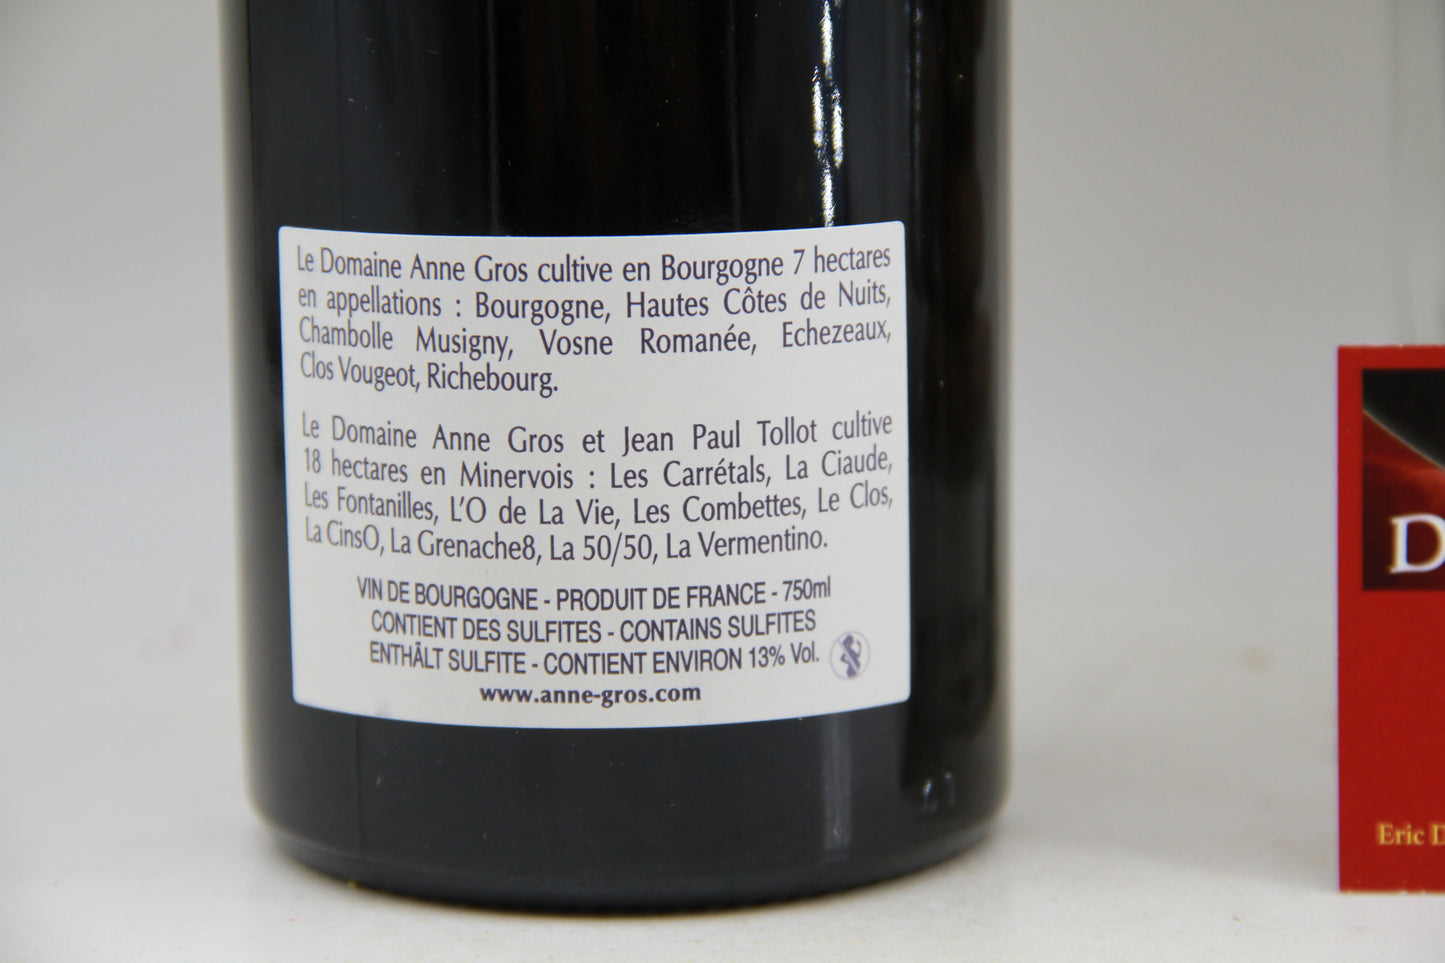 Le Domaine Anne Gros cultive en Bourgogne 7 hectares
en appellations : Bourgogne, Hautes Côtes de Nuits,
Chambolle Musigny, Vosne Romanée, Echezeaux,
Clos Vougeot, Richebourg.
Le Domaine Anne Gros et Jean Paul Tollot cultive
18 hectares en Minervois : Les Carrétals, La Ciaude,
Les Fontanilles, L'O de La Vie, Les Combettes, Le Clos,
La CinsO, La Grenache8, La 50/50, La Vermentino.
VIN DE BOURGOGNE - PRODUIT DE FRANCE - 750ml
CONTIENT DES SULFITES - CONTAINS SULFITES
ENTHÂLT SULFITE - CONTIENT ENVIRON 13% Vol.
www.anne-gros.com
D
Eric